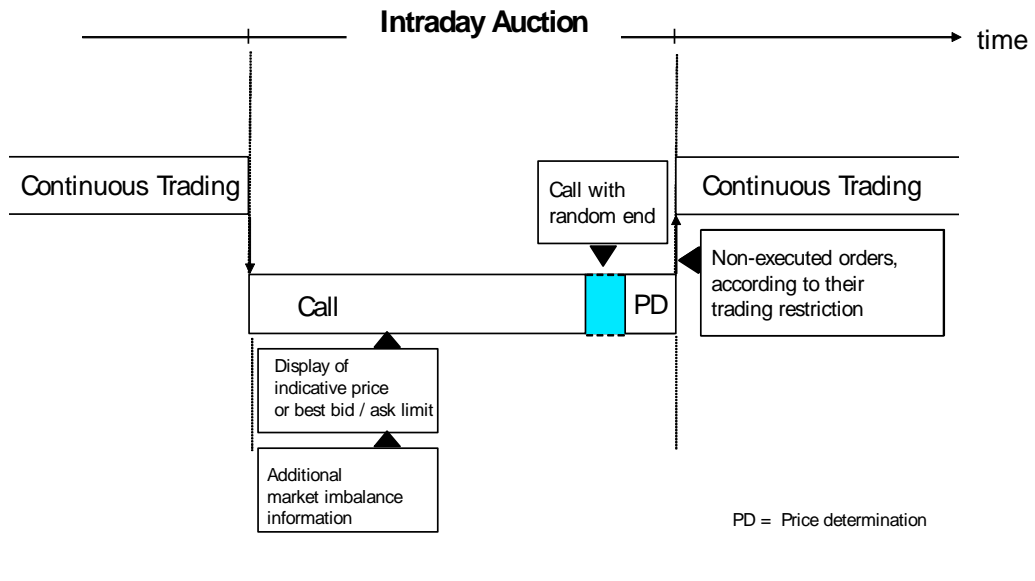 Intraday Auction
time
Continuous Trading
Call with
random end
Continuous Trading
Non-executed orders,
according to their
trading restriction
Call
PD
Display of
indicative price
or best bid / ask limit
Additional
market imbalance
information
PD = Price determination